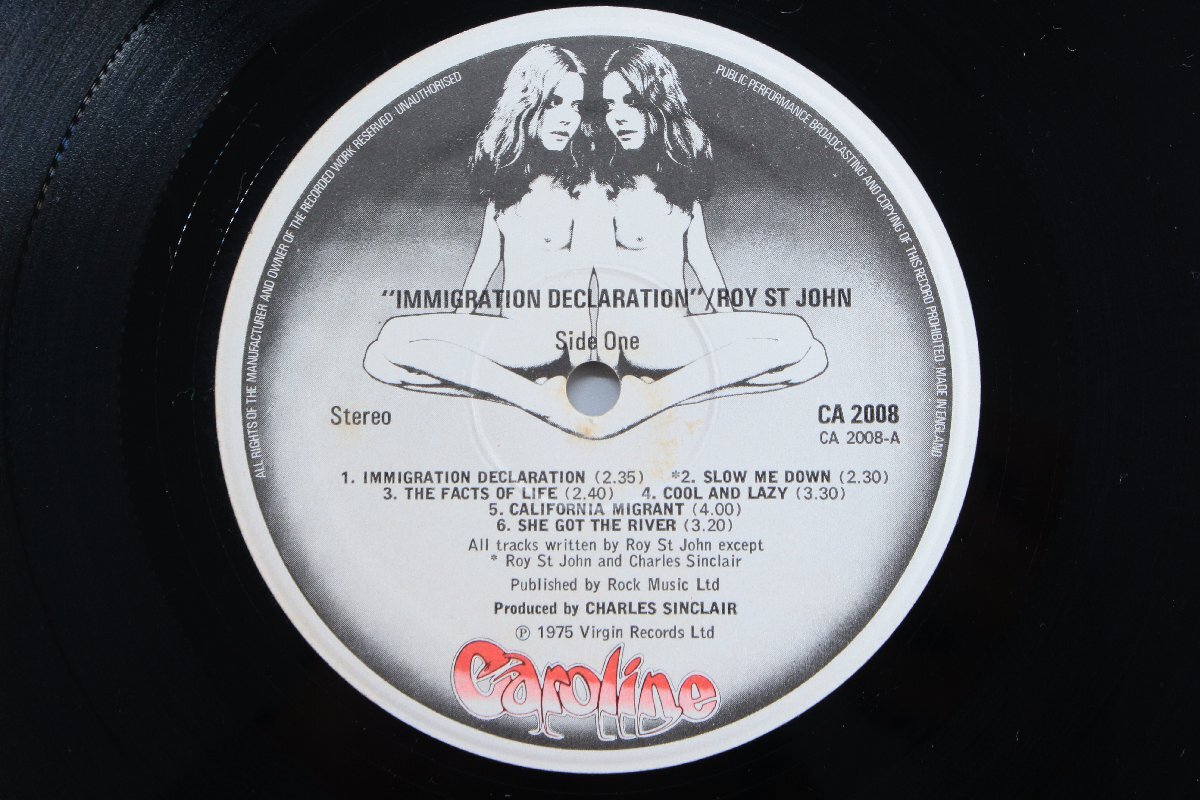 ALL RIGHTS OF THE MANUFACTURER AND OWNER OF THE RECORDED WORK RESERVED · UNAUTHORISED
PUBLIC PERFORMANCE BROADCASTING AND COPYING OF THIS RECORD PROHIBITED · MADE IN ENGLAND
"IMMIGRATION DECLARATION"/ROY ST JOHN
Side One
Stereo
CA 2008
CA 2008-A
1. IMMIGRATION DECLARATION (2.35) *2. SLOW ME DOWN (2.30)
3. THE FACTS OF LIFE (2.40) 4. COOL AND LAZY (3.30)
5. CALIFORNIA MIGRANT (4.00)
6. SHE GOT THE RIVER (3.20)
All tracks written by Roy St John except
* Roy St John and Charles Sinclair
Published by Rock Music Ltd
Produced by CHARLES SINCLAIR
Ⓟ 1975 Virgin Records Ltd
Caroline